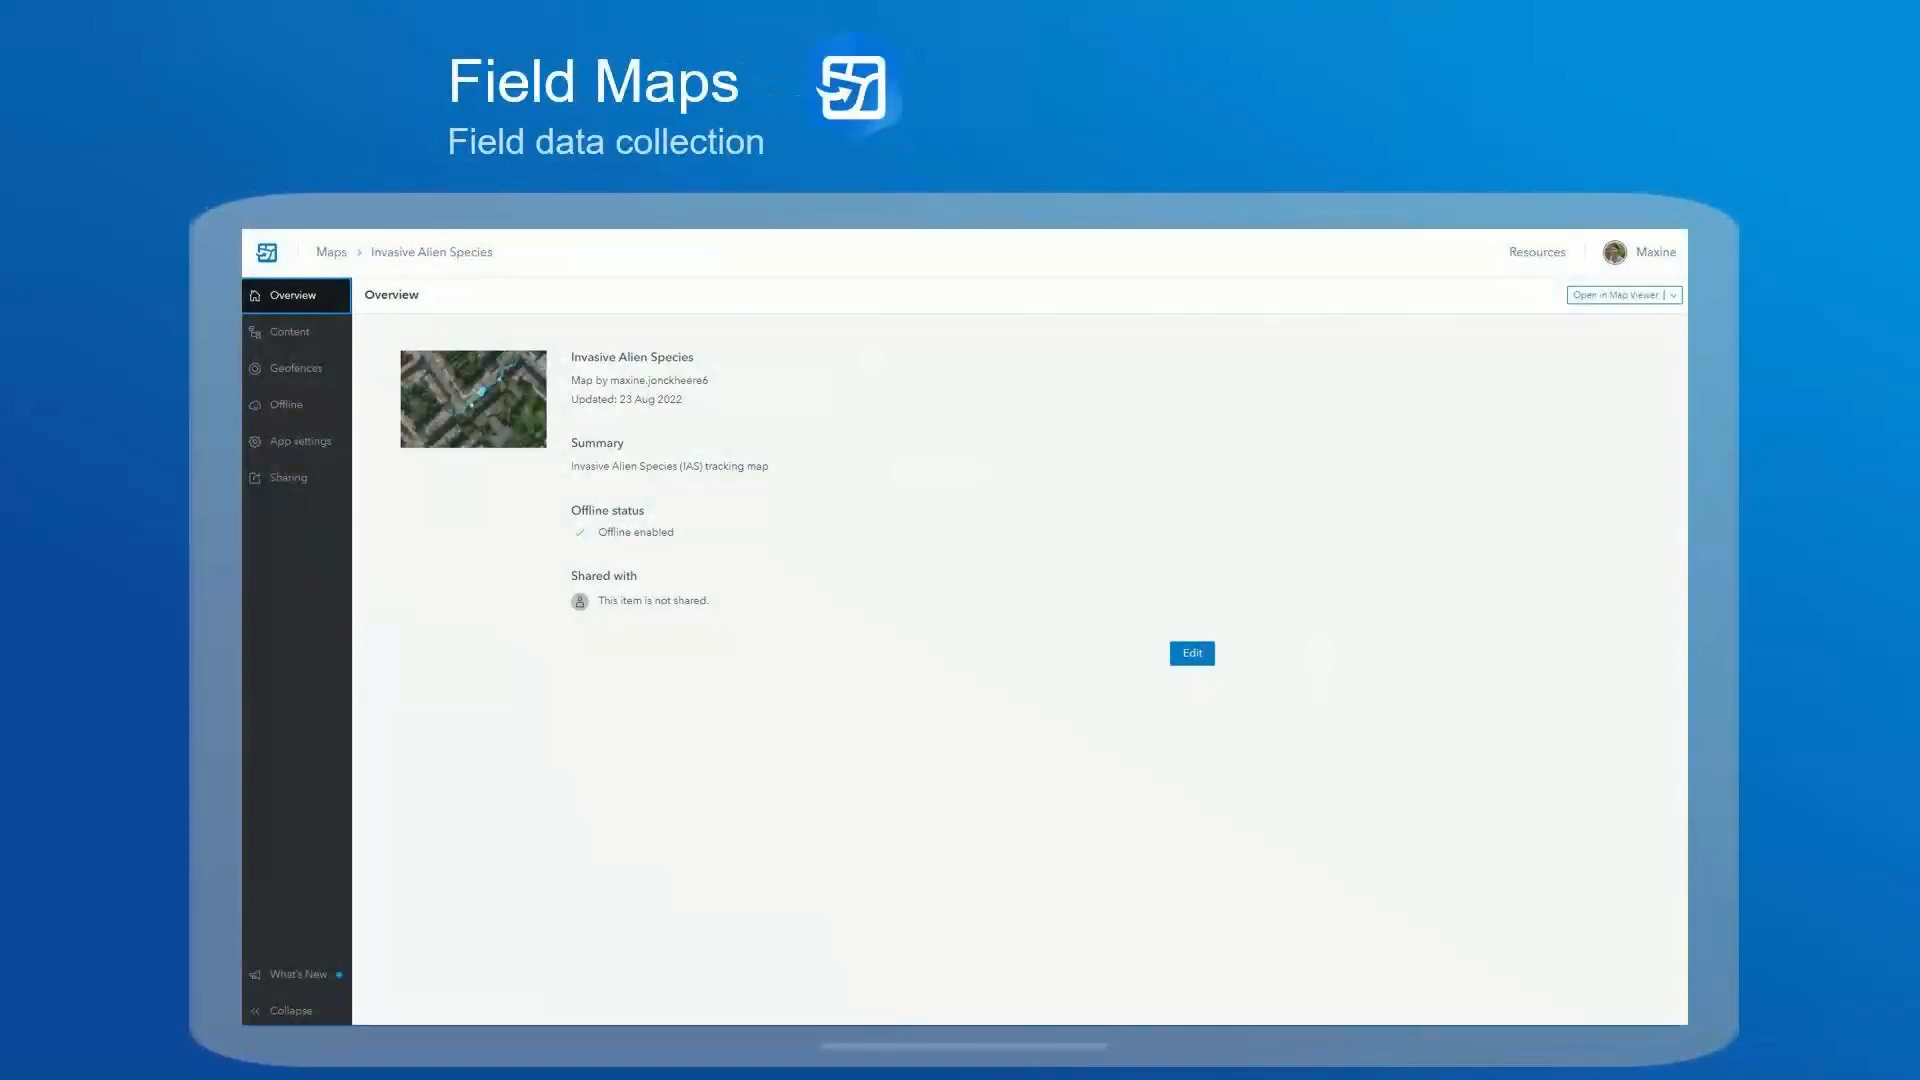 Field Maps
Field data collection
Maps > Invasive Alien Species
Resources
Maxine
Overview
Overview
Open in Map Viewer
Content
Geofences
Offline
App settings
Sharing
Invasive Alien Species
Map by maxine.jonckheere6
Updated: 23 Aug 2022
Summary
Invasive Alien Species (IAS) tracking map
Offline status
Offline enabled
Shared with
This item is not shared.
Edit
What's New
Collapse